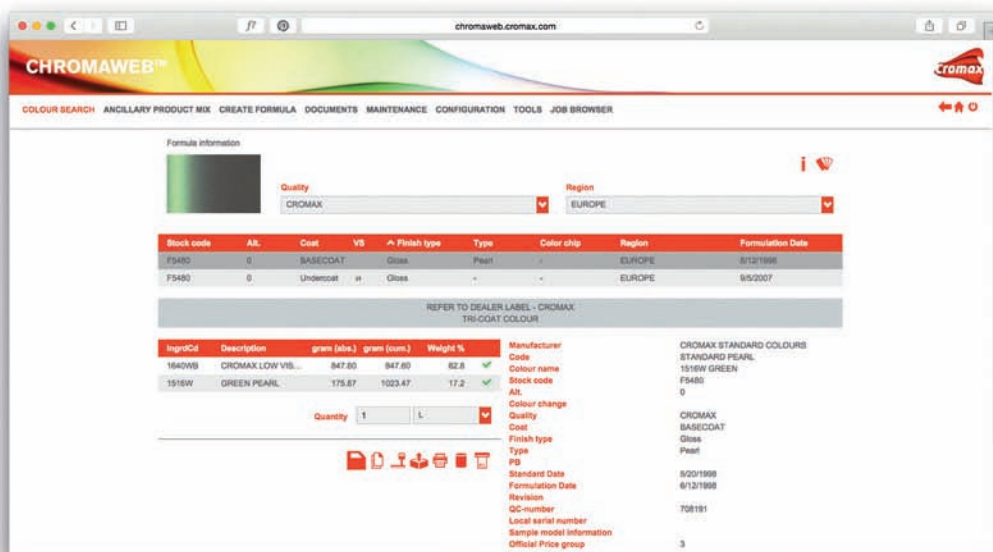 chromaweb.cromax.com
CHROMAWEB™
cromax
COLOUR SEARCH ANCILLARY PRODUCT MIX CREATE FORMULA DOCUMENTS MAINTENANCE CONFIGURATION TOOLS JOB BROWSER
Formula information
Quality Region
CROMAX EUROPE
Stock code Alt. Coat VS Finish type Type Color chip Region Formulation Date
F5480 0 BASECOAT Gloss Pearl - EUROPE 6/12/1998
F5480 0 Undercoat Gloss - - EUROPE 9/5/2007
REFER TO DEALER LABEL - CROMAX
TRI-COAT COLOUR
IngrdCd Description gram (abs.) gram (cum.) Weight %
1640WB CROMAX LOW VIS... 847.80 847.80 82.8
1516W GREEN PEARL 175.67 1023.47 17.2
Quantity 1 L
Manufacturer CROMAX STANDARD COLOURS
Code STANDARD PEARL
Colour name 1516W GREEN
Stock code F5480
Alt. 0
Colour change
Quality CROMAX
Coat BASECOAT
Finish type Gloss
Type Pearl
PB
Standard Date 5/20/1998
Formulation Date 6/12/1998
Revision
QC-number 708191
Local serial number
Sample model information
Official Price group 3